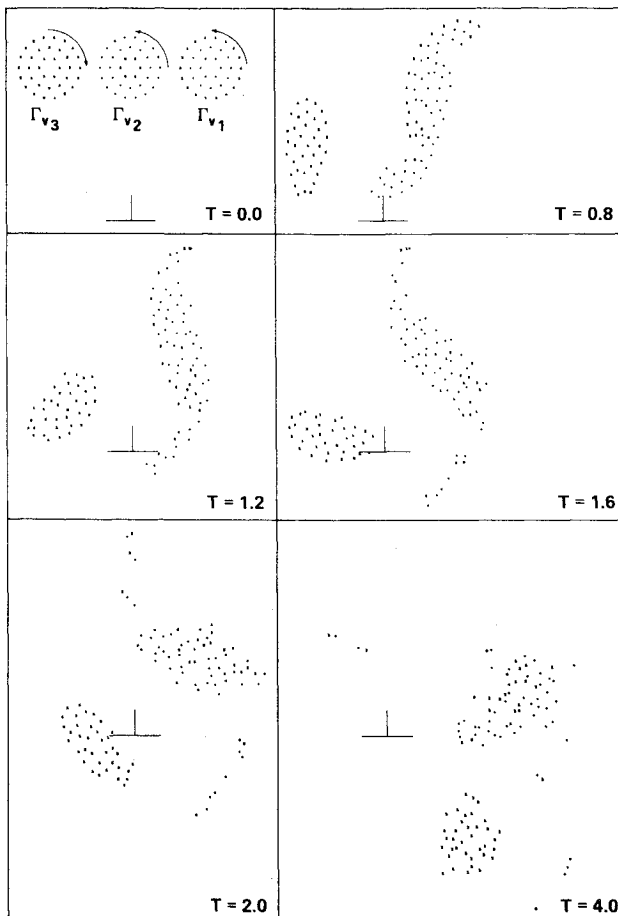 Γv3 Γv2 Γv1
T = 0.0
T = 0.8
T = 1.2
T = 1.6
T = 2.0
T = 4.0